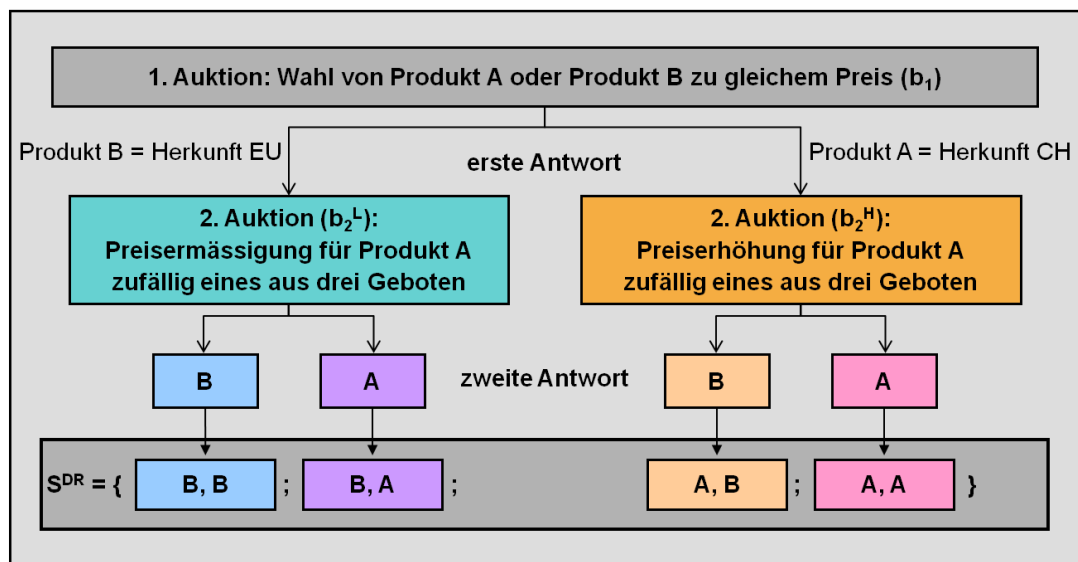 1. Auktion: Wahl von Produkt A oder Produkt B zu gleichem Preis (b₁)
Produkt B = Herkunft EU
erste Antwort
Produkt A = Herkunft CH
2. Auktion (b₂ᴸ):
Preisermässigung für Produkt A
zufällig eines aus drei Geboten
2. Auktion (b₂ᴴ):
Preiserhöhung für Produkt A
zufällig eines aus drei Geboten
B
A
zweite Antwort
B
A
Sᴰᴿ = { B, B ; B, A ; A, B ; A, A }